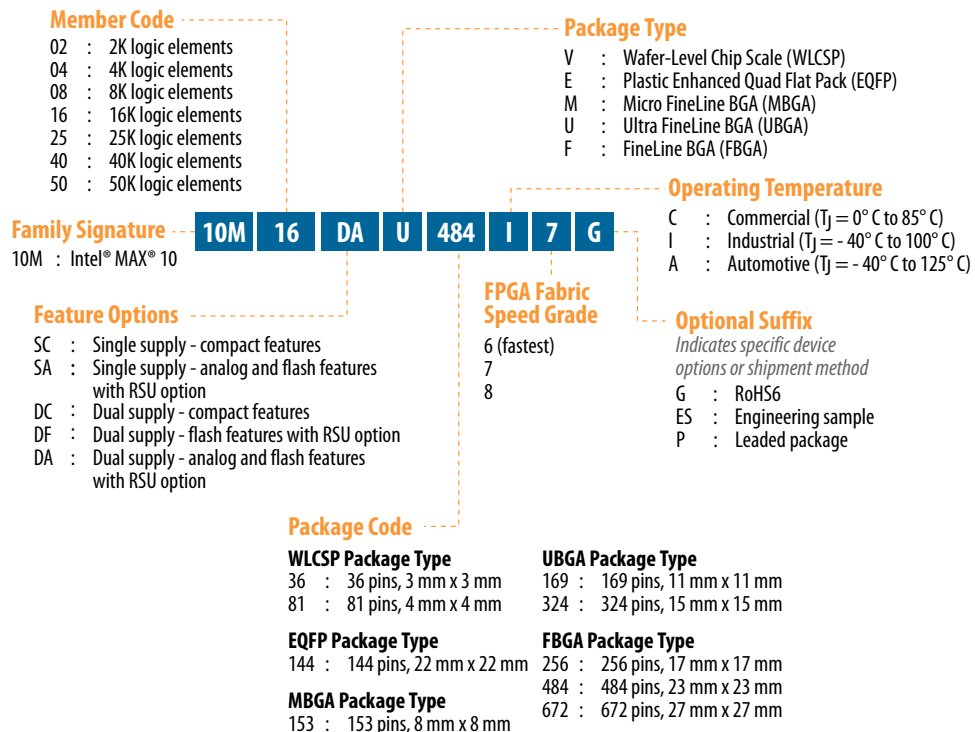 Member Code
02 : 2K logic elements
04 : 4K logic elements
08 : 8K logic elements
16 : 16K logic elements
25 : 25K logic elements
40 : 40K logic elements
50 : 50K logic elements
Package Type
V : Wafer-Level Chip Scale (WLCSP)
E : Plastic Enhanced Quad Flat Pack (EQFP)
M : Micro FineLine BGA (MBGA)
U : Ultra FineLine BGA (UBGA)
F : FineLine BGA (FBGA)
Family Signature
10M : Intel® MAX® 10
10M 16 DA U 484 I 7 G
Operating Temperature
C : Commercial (TJ = 0° C to 85° C)
I : Industrial (TJ = - 40° C to 100° C)
A : Automotive (TJ = - 40° C to 125° C)
Feature Options
SC : Single supply - compact features
SA : Single supply - analog and flash features
with RSU option
DC : Dual supply - compact features
DF : Dual supply - flash features with RSU option
DA : Dual supply - analog and flash features
with RSU option
FPGA Fabric
Speed Grade
6 (fastest)
7
8
Optional Suffix
Indicates specific device
options or shipment method
G : RoHS6
ES : Engineering sample
P : Leaded package
Package Code
WLCSP Package Type
36 : 36 pins, 3 mm x 3 mm
81 : 81 pins, 4 mm x 4 mm
EQFP Package Type
144 : 144 pins, 22 mm x 22 mm
MBGA Package Type
153 : 153 pins, 8 mm x 8 mm
UBGA Package Type
169 : 169 pins, 11 mm x 11 mm
324 : 324 pins, 15 mm x 15 mm
FBGA Package Type
256 : 256 pins, 17 mm x 17 mm
484 : 484 pins, 23 mm x 23 mm
672 : 672 pins, 27 mm x 27 mm